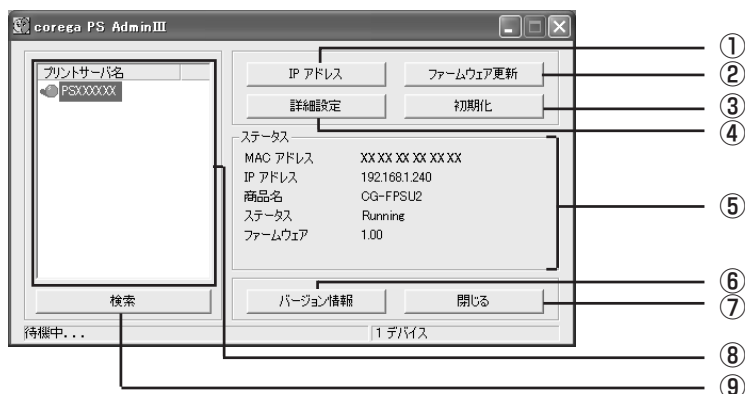 corega PS AdminⅢ
プリントサーバ名
PSXXXXXX
検索
IP アドレス
ファームウェア更新
詳細設定
初期化
ステータス
MAC アドレス XX XX XX XX XX XX
IP アドレス 192.168.1.240
商品名 CG-FPSU2
ステータス Running
ファームウェア 1.00
バージョン情報
閉じる
待機中...
1 デバイス
①
②
③
④
⑤
⑥
⑦
⑧
⑨